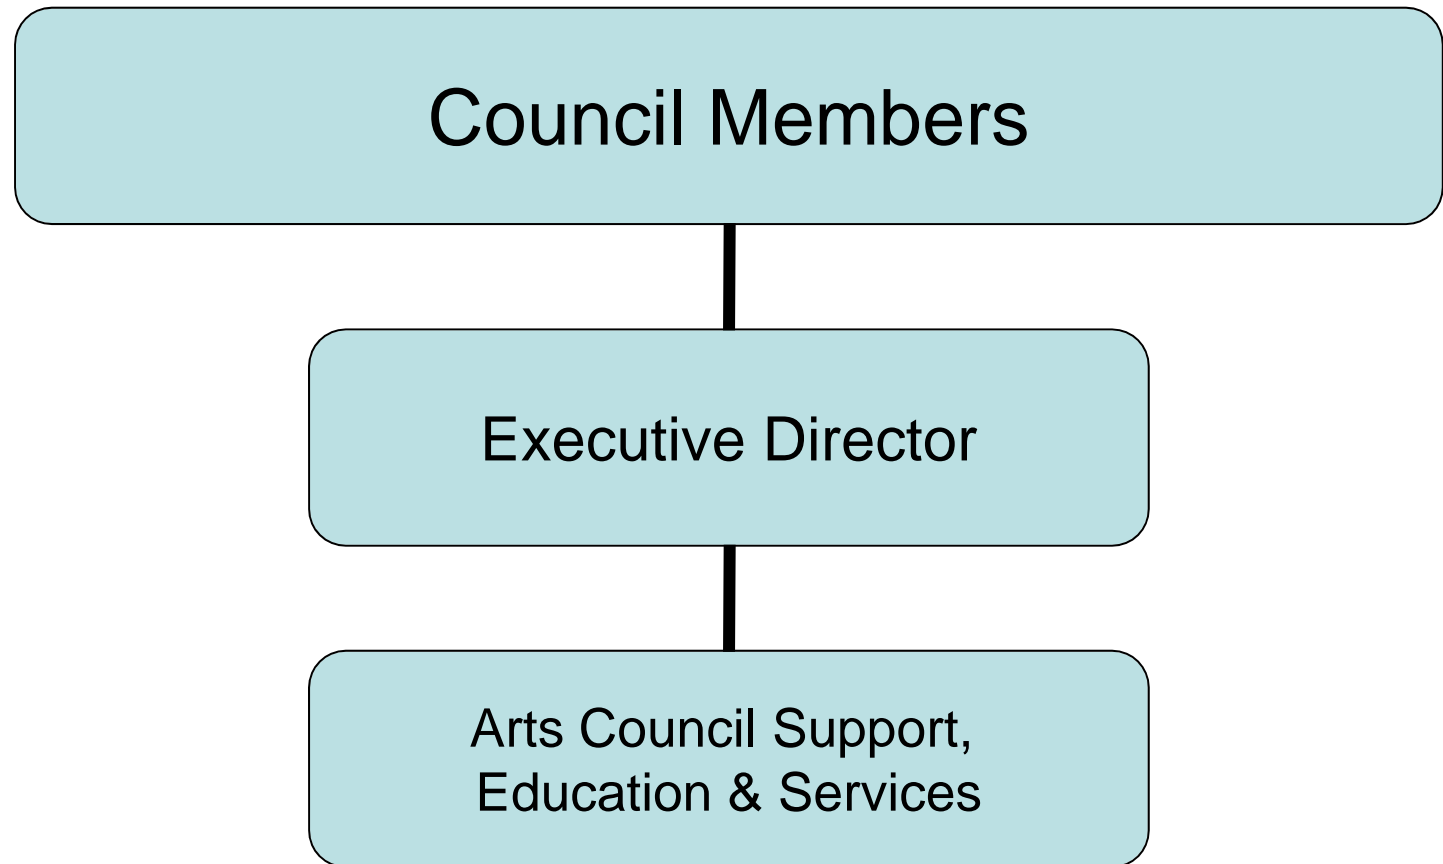 Council Members
Executive Director
Arts Council Support,
Education & Services